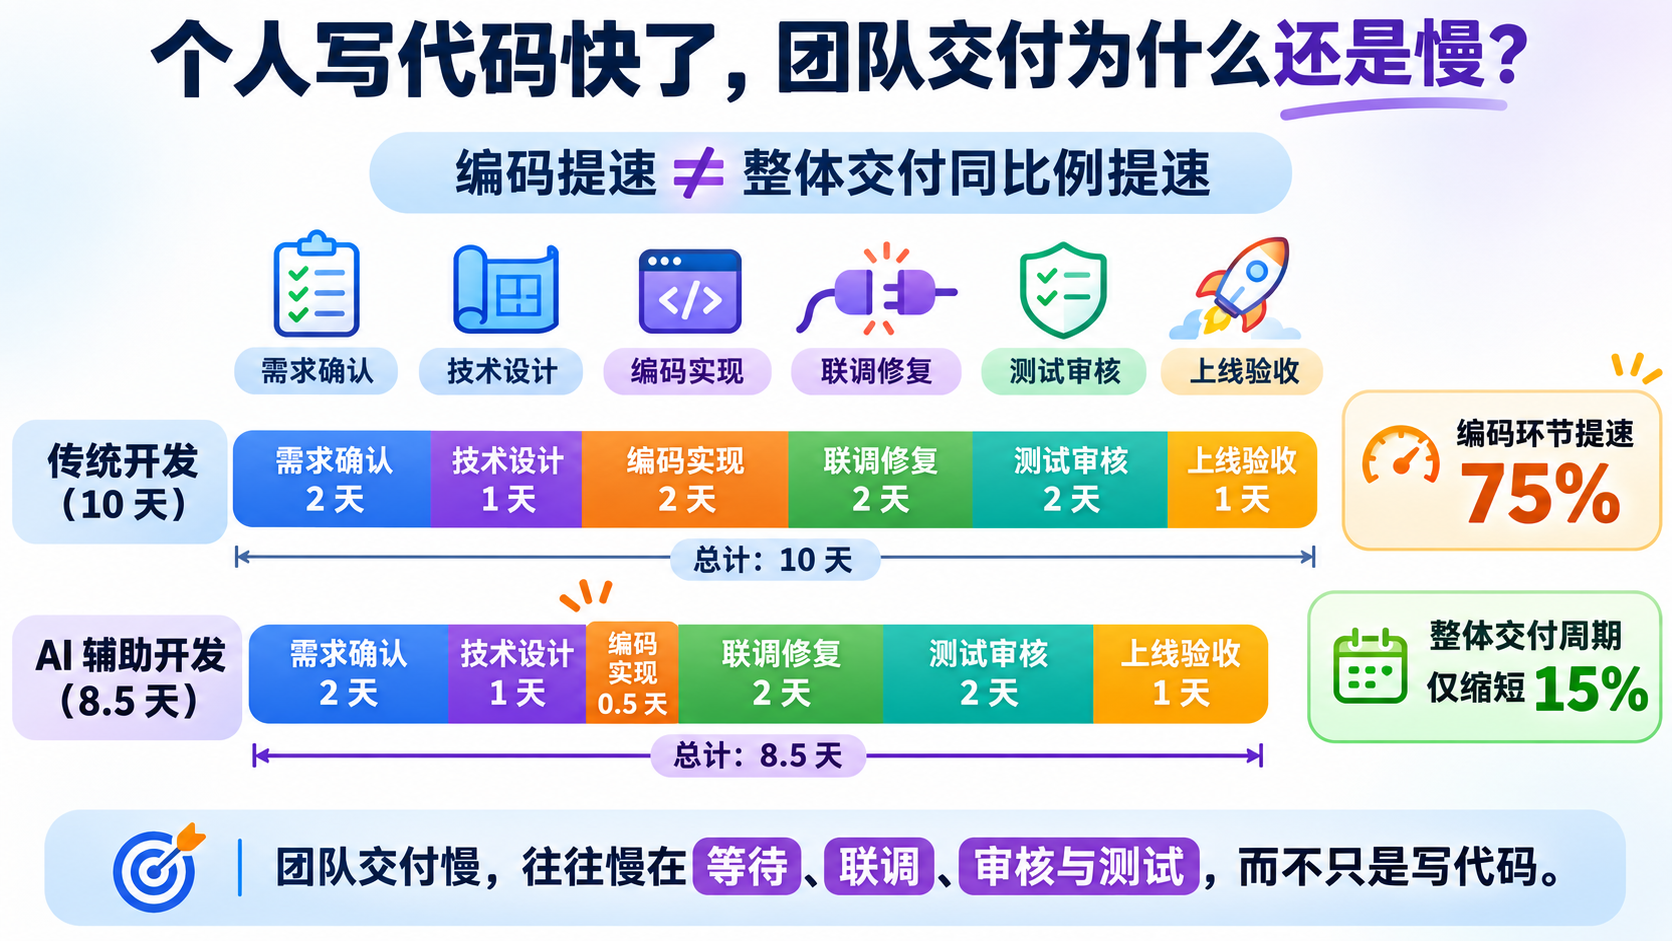 个人写代码快了，团队交付为什么还是慢？
编码提速 ≠ 整体交付同比例提速
需求确认
技术设计
编码实现
联调修复
测试审核
上线验收
传统开发
（10 天）
需求确认
2 天
技术设计
1 天
编码实现
2 天
联调修复
2 天
测试审核
2 天
上线验收
1 天
总计：10 天
编码环节提速
75%
AI 辅助开发
（8.5 天）
需求确认
2 天
技术设计
1 天
编码
实现
0.5 天
联调修复
2 天
测试审核
2 天
上线验收
1 天
总计：8.5 天
整体交付周期
仅缩短 15%
团队交付慢，往往慢在 等待、联调、审核与测试，而不只是写代码。